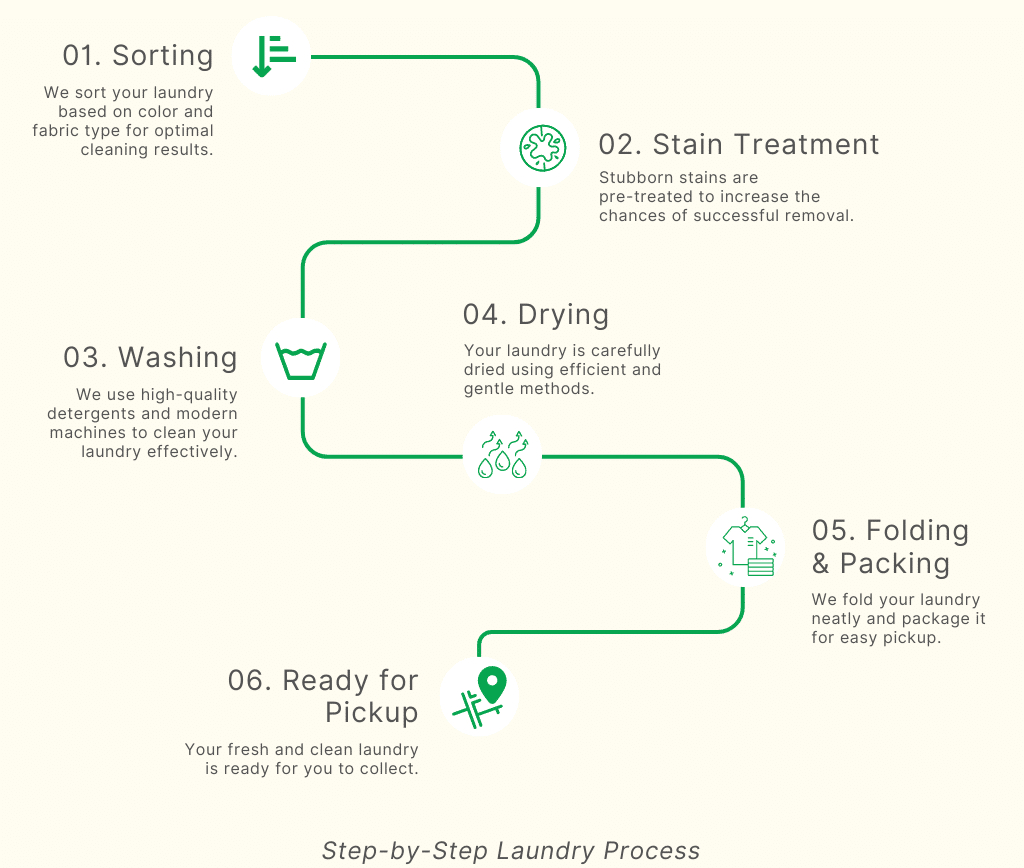 01. Sorting
We sort your laundry
based on color and
fabric type for optimal
cleaning results.
02. Stain Treatment
Stubborn stains are
pre-treated to increase the
chances of successful removal.
03. Washing
We use high-quality
detergents and modern
machines to clean your
laundry effectively.
04. Drying
Your laundry is carefully
dried using efficient and
gentle methods.
05. Folding
& Packing
We fold your laundry
neatly and package it
for easy pickup.
06. Ready for
Pickup
Your fresh and clean laundry
is ready for you to collect.
Step-by-Step Laundry Process